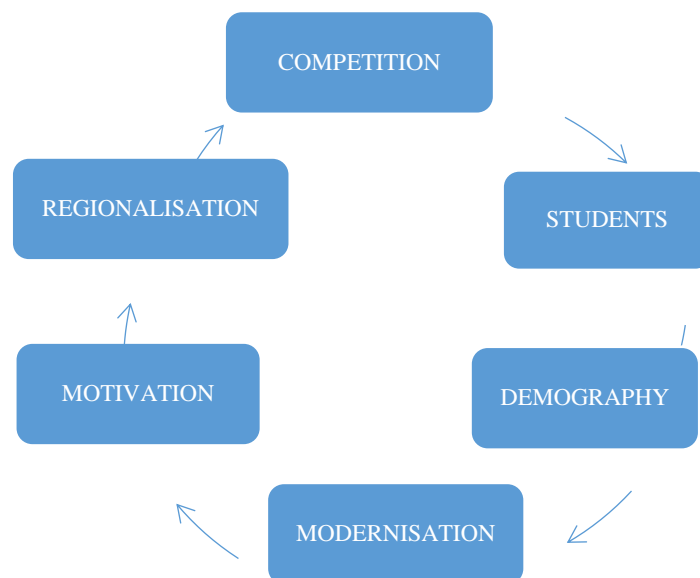 COMPETITION
STUDENTS
DEMOGRAPHY
MODERNISATION
MOTIVATION
REGIONALISATION